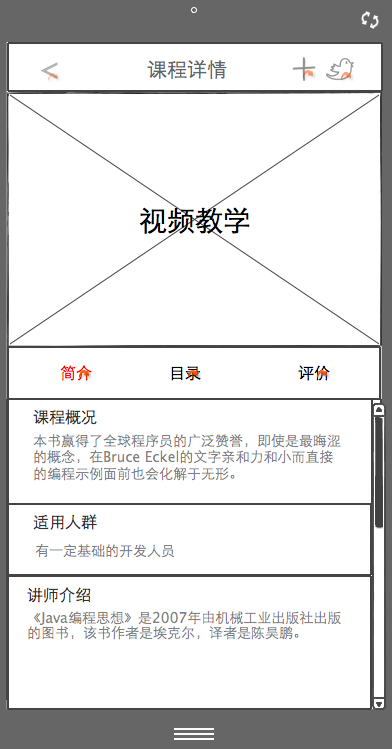 课程详情
视频教学
简介
目录
评价
课程概况
本书赢得了全球程序员的广泛赞誉，即使是最晦涩
的概念，在Bruce Eckel的文字亲和力和小而直接
的编程示例面前也会化解于无形。
适用人群
有一定基础的开发人员
讲师介绍
《Java编程思想》是2007年由机械工业出版社出版
的图书，该书作者是埃克尔，译者是陈昊鹏。